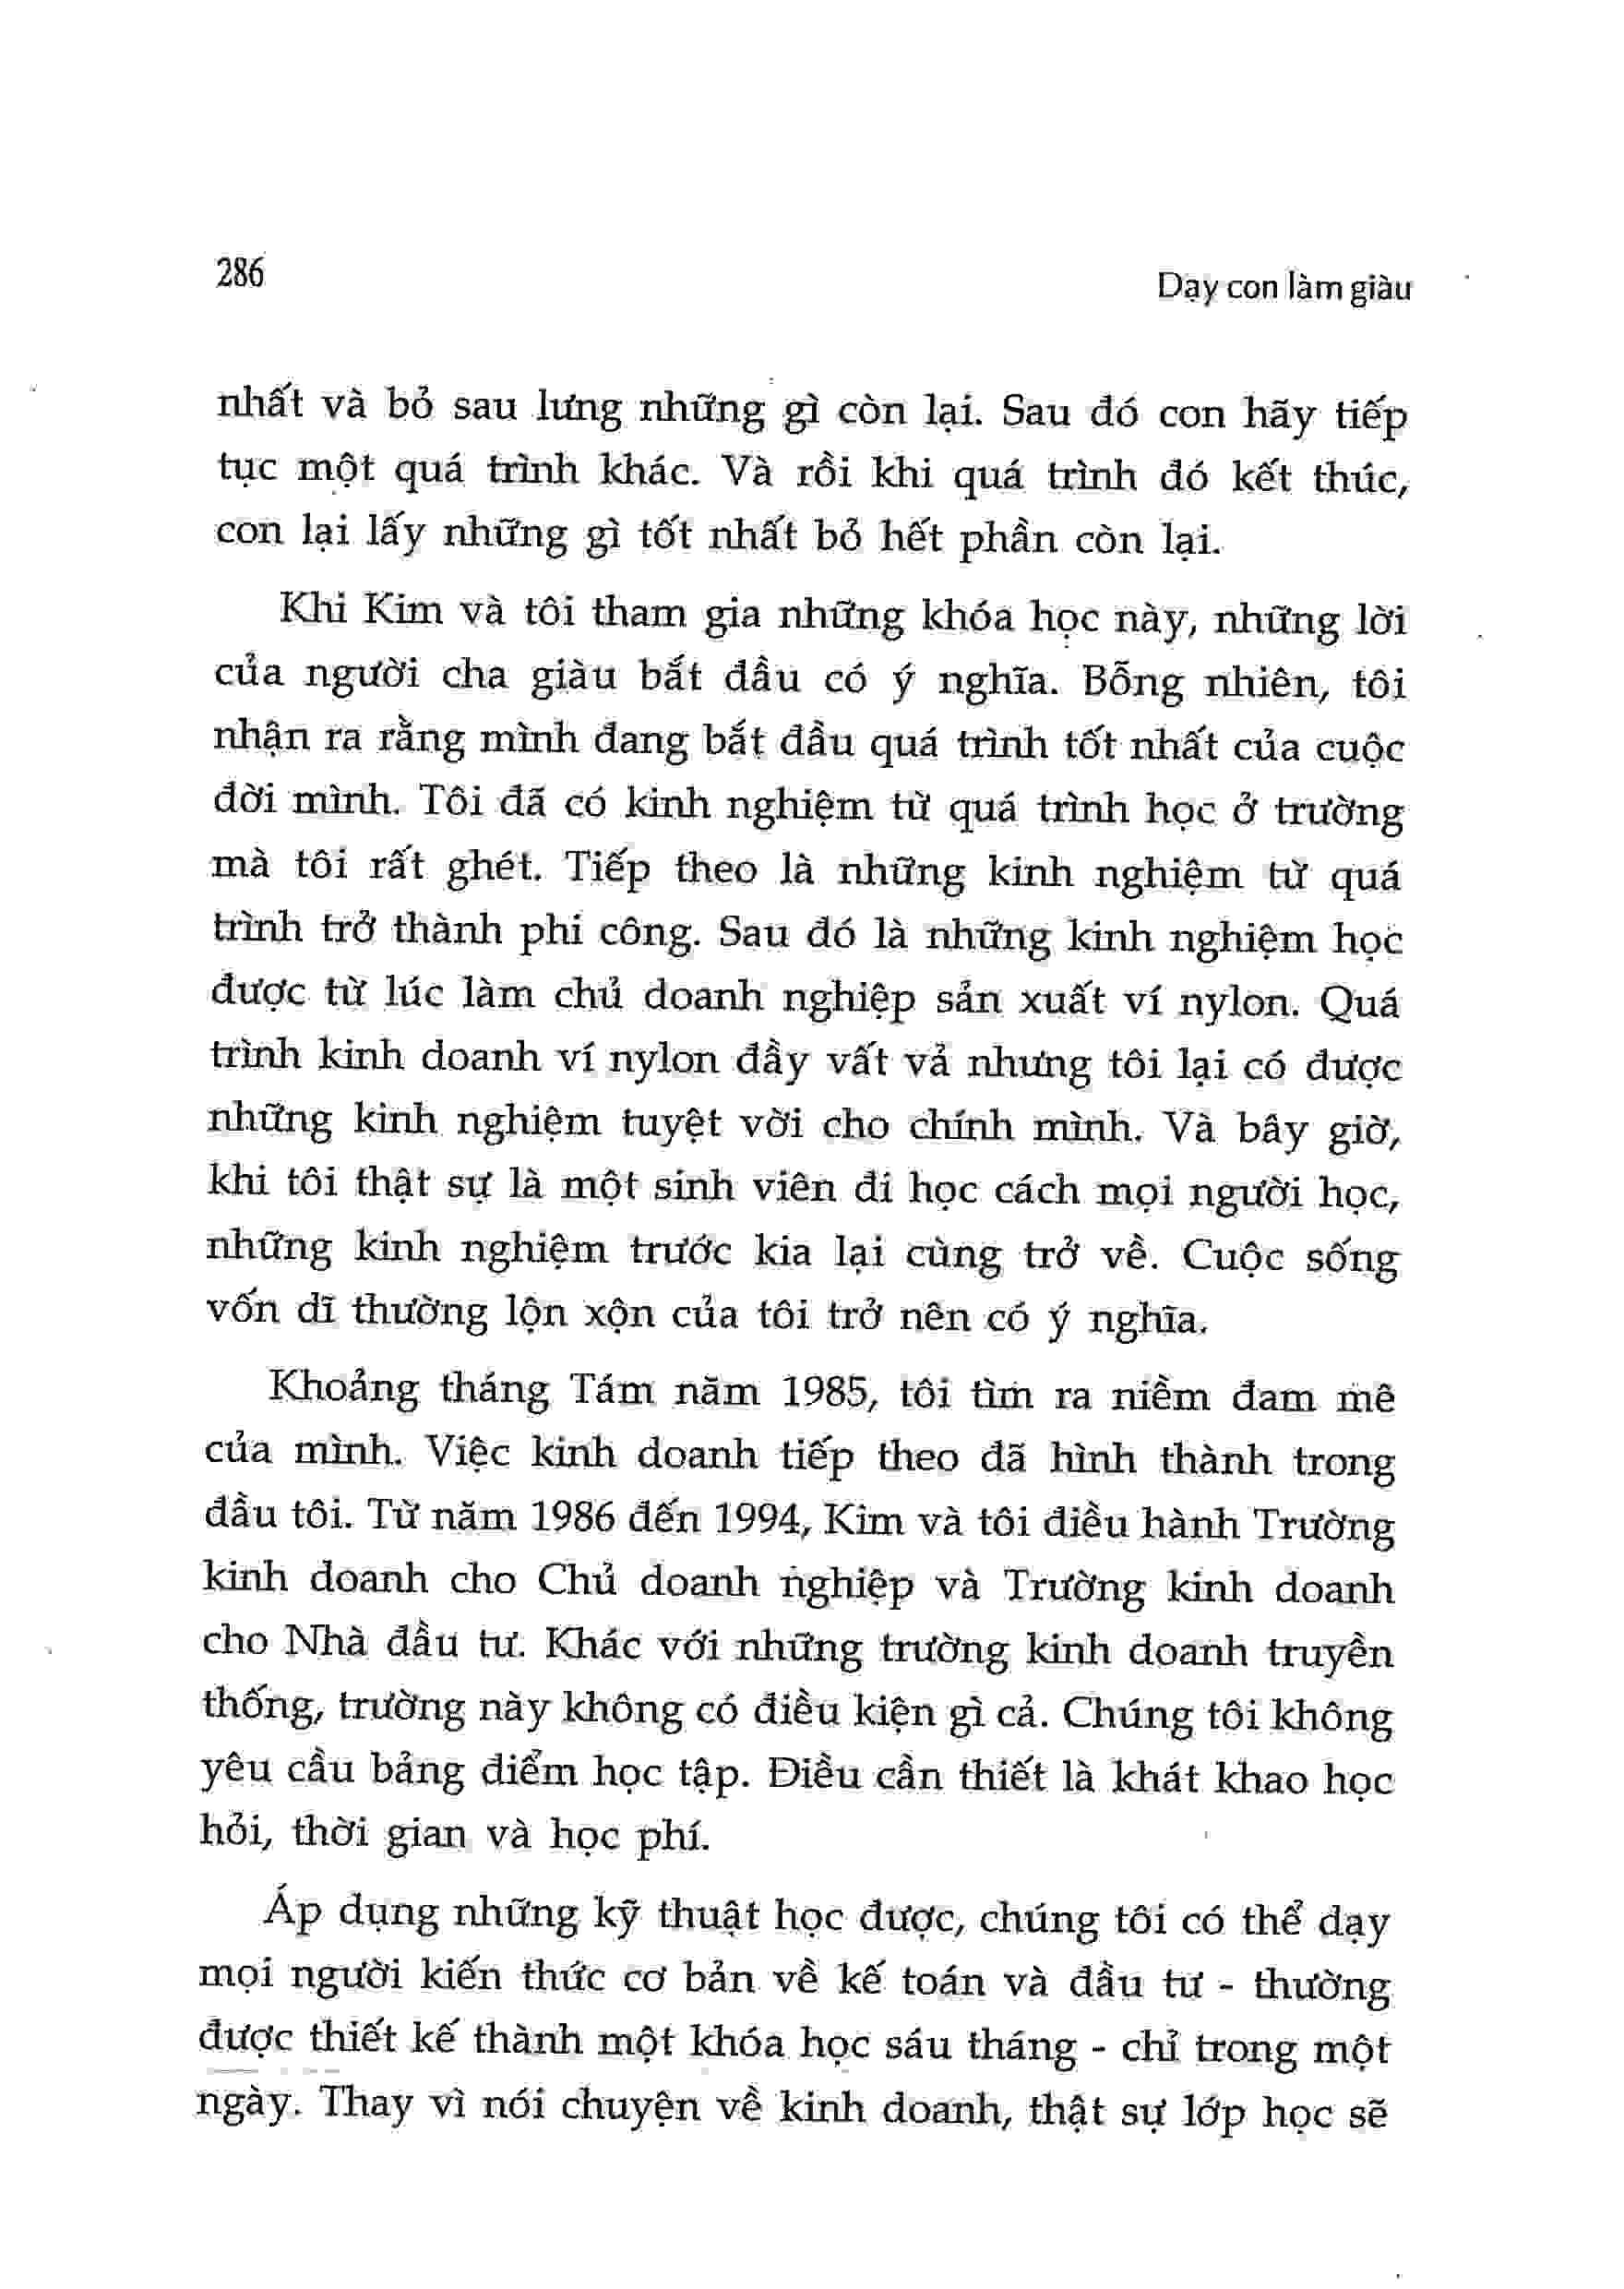 286
Dạy con làm giàu
nhất và bỏ sau lưng những gì còn lại. Sau đó con hãy tiếp
tục một quá trình khác. Và rồi khi quá trình đó kết thúc,
con lại lấy những gì tốt nhất bỏ hết phần còn lại.
Khi Kim và tôi tham gia những khóa học này, những lời
của người cha giàu bắt đầu có ý nghĩa. Bỗng nhiên, tôi
nhận ra rằng mình đang bắt đầu quá trình tốt nhất của cuộc
đời mình. Tôi đã có kinh nghiệm từ quá trình học ở trường
mà tôi rất ghét. Tiếp theo là những kinh nghiệm từ quá
trình trở thành phi công. Sau đó là những kinh nghiệm học
được từ lúc làm chủ doanh nghiệp sản xuất ví nylon. Quá
trình kinh doanh ví nylon đầy vất vả nhưng tôi lại có được
những kinh nghiệm tuyệt vời cho chính mình. Và bây giờ,
khi tôi thật sự là một sinh viên đi học cách mọi người học,
những kinh nghiệm trước kia lại cùng trở về. Cuộc sống
vốn dĩ thường lộn xộn của tôi trở nên có ý nghĩa.
Khoảng tháng Tám năm 1985, tôi tìm ra niềm đam mê
của mình. Việc kinh doanh tiếp theo đã hình thành trong
đầu tôi. Từ năm 1986 đến 1994, Kim và tôi điều hành Trường
kinh doanh cho Chủ doanh nghiệp và Trường kinh doanh
cho Nhà đầu tư. Khác với những trường kinh doanh truyền
thống, trường này không có điều kiện gì cả. Chúng tôi không
yêu cầu bảng điểm học tập. Điều cần thiết là khát khao học
hỏi, thời gian và học phí.
Áp dụng những kỹ thuật học được, chúng tôi có thể dạy
mọi người kiến thức cơ bản về kế toán và đầu tư - thường
được thiết kế thành một khóa học sáu tháng - chỉ trong một
ngày. Thay vì nói chuyện về kinh doanh, thật sự lớp học sẽ